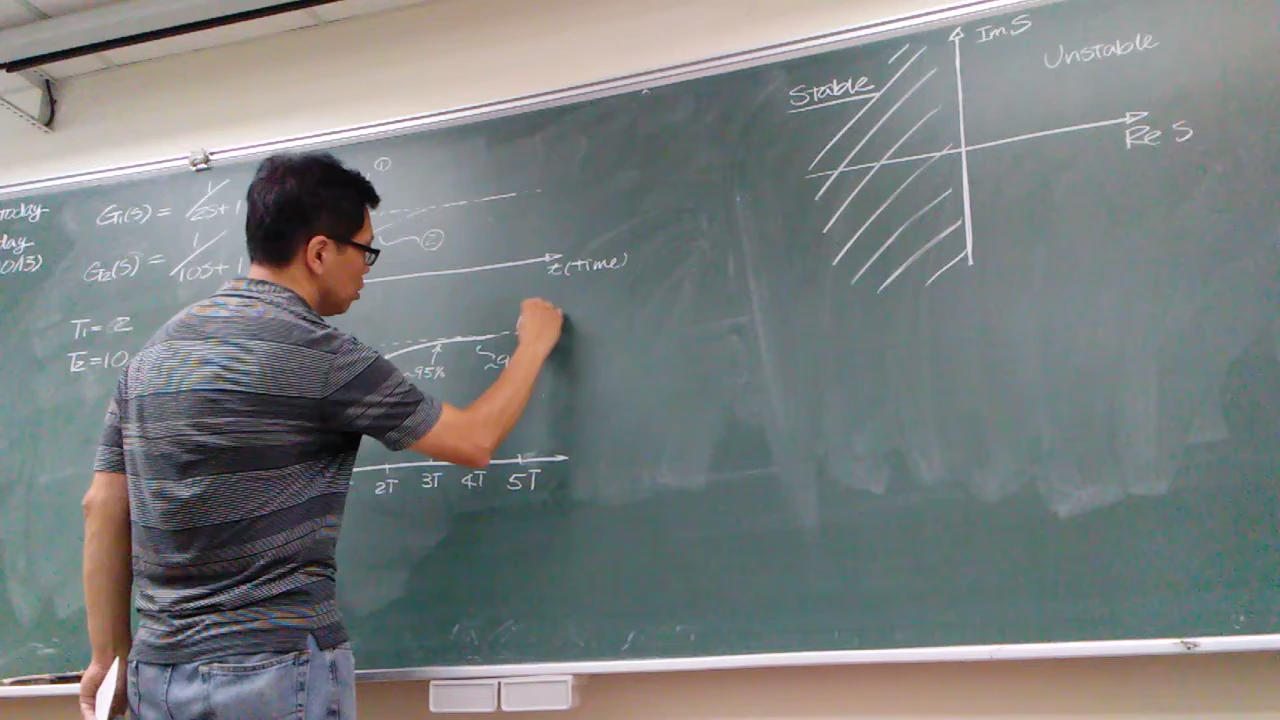 today
day
G1(s) = 1/2s+1
G2(s) = 1/10s+1
T1 = 2
T2 = 10
①
②
t (time)
~95%
2T 3T 4T 5T
Stable
Im S
Unstable
Re S